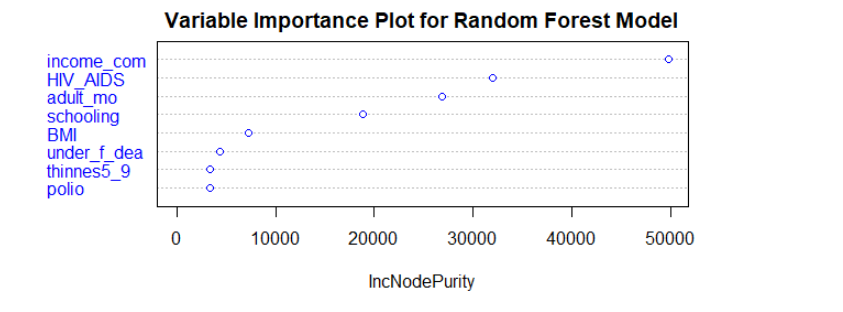 Variable Importance Plot for Random Forest Model
income_com
HIV_AIDS
adult_mo
schooling
BMI
under_f_dea
thinnes5_9
polio
0 10000 20000 30000 40000 50000
IncNodePurity